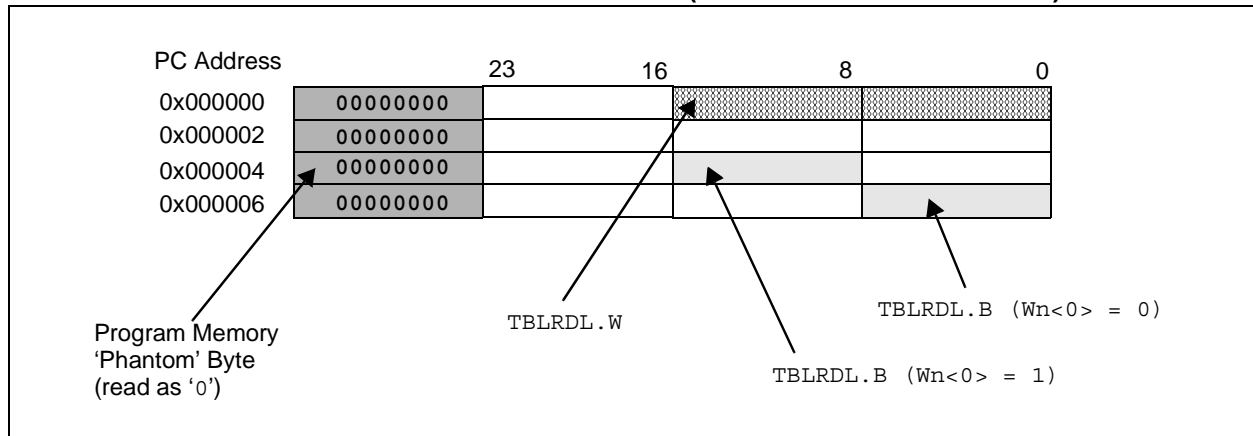 PC Address
23 16 8 0
0x000000 00000000
0x000002 00000000
0x000004 00000000
0x000006 00000000
Program Memory
‘Phantom’ Byte
(read as ‘0’)
TBLRDL.W
TBLRDL.B (Wn<0> = 0)
TBLRDL.B (Wn<0> = 1)